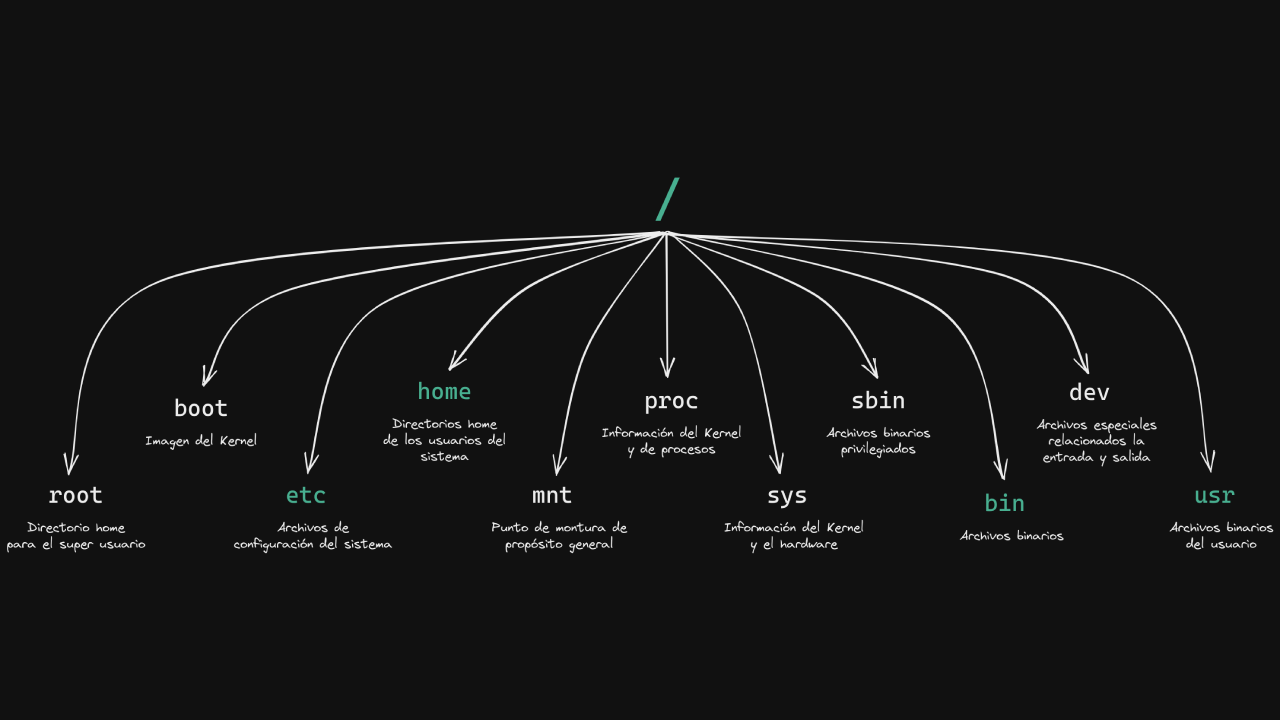 /
root
Directorio home
para el super usuario
boot
Imagen del Kernel
etc
Archivos de
configuración del sistema
home
Directorios home
de los usuarios del
sistema
mnt
Punto de montura de
propósito general
proc
Información del Kernel
y de procesos
sys
Información del Kernel
y el hardware
sbin
Archivos binarios
privilegiados
bin
Archivos binarios
dev
Archivos especiales
relacionados la
entrada y salida
usr
Archivos binarios
del usuario